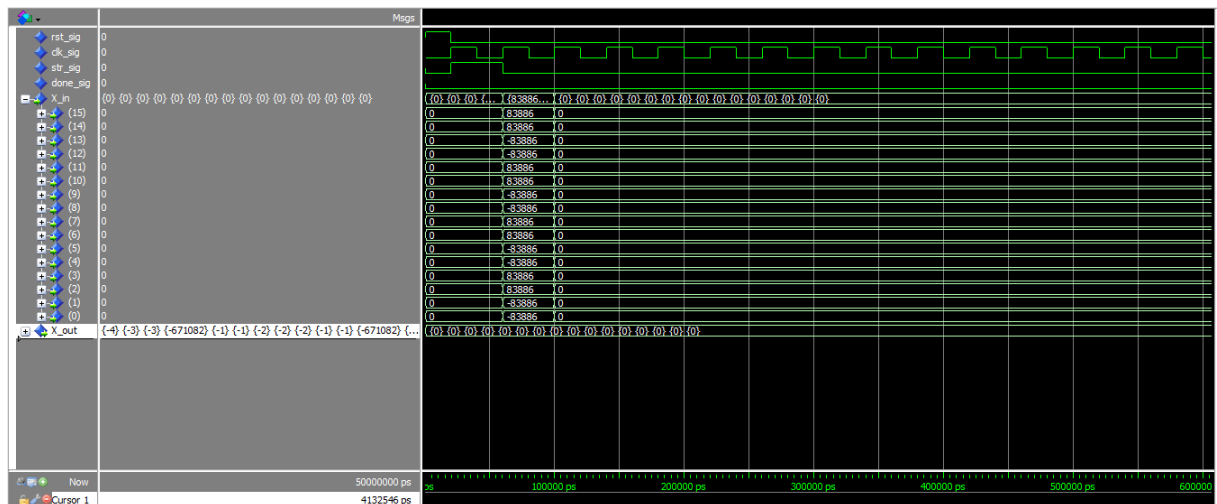 Msgs
rst_sig 0
clk_sig 0
str_sig 0
done_sig 0
X_in {0} {0} {0} {0} {0} {0} {0} {0} {0} {0} {0} {0} {0} {0} {0} {0} {0} {0} {0} {... {83886... {0} {0} {0} {0} {0} {0} {0} {0} {0} {0} {0} {0} {0} {0} {0} {0}
(15) 0 0 83886 0
(14) 0 0 83886 0
(13) 0 0 -83886 0
(12) 0 0 -83886 0
(11) 0 0 83886 0
(10) 0 0 83886 0
(9) 0 0 -83886 0
(8) 0 0 -83886 0
(7) 0 0 83886 0
(6) 0 0 83886 0
(5) 0 0 -83886 0
(4) 0 0 -83886 0
(3) 0 0 83886 0
(2) 0 0 83886 0
(1) 0 0 -83886 0
(0) 0 0 -83886 0
X_out {-4} {-3} {-3} {-671082} {-1} {-1} {-2} {-2} {-2} {-1} {-1} {-671082} {... {0} {0} {0} {0} {0} {0} {0} {0} {0} {0} {0} {0} {0} {0} {0} {0}
Now 50000000 ps ps 100000 ps 200000 ps 300000 ps 400000 ps 500000 ps 600000
Cursor 1 4132546 ps